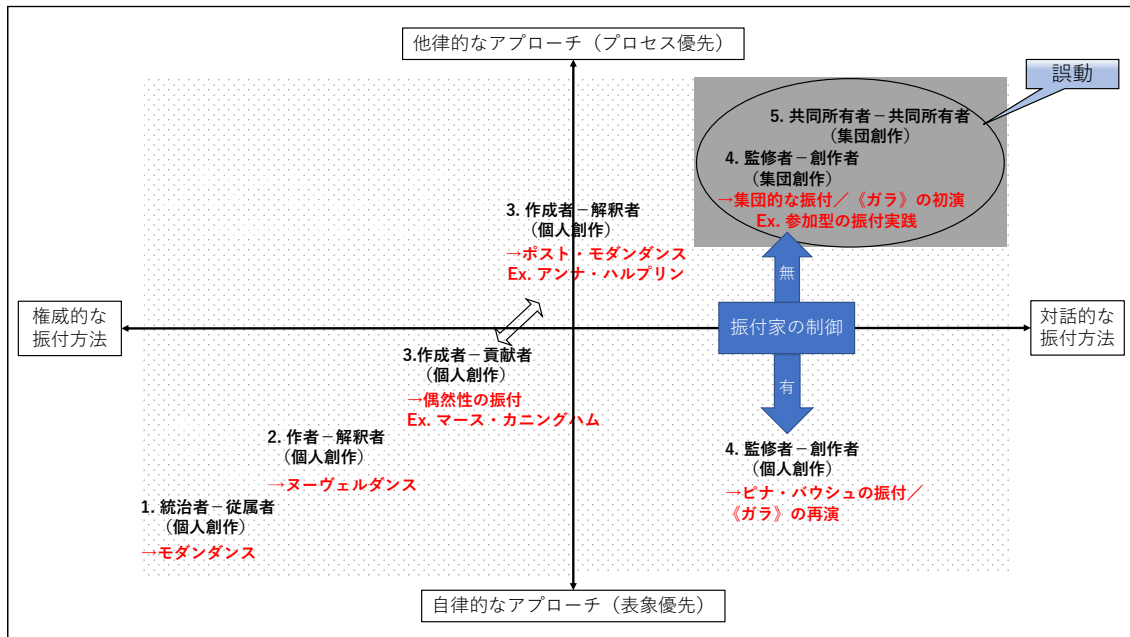 他律的なアプローチ（プロセス優先）
誤動
5. 共同所有者－共同所有者
（集団創作）
4. 監修者－創作者
（集団創作）
→集団的な振付／《ガラ》の初演
Ex. 参加型の振付実践
3. 作成者－解釈者
（個人創作）
→ポスト・モダンダンス
Ex. アンナ・ハルプリン
無
権威的な
振付方法
振付家の制御
対話的な
振付方法
3.作成者－貢献者
（個人創作）
→偶然性の振付
Ex. マース・カニングハム
有
2. 作者－解釈者
（個人創作）
→ヌーヴェルダンス
4. 監修者－創作者
（個人創作）
→ピナ・バウシュの振付／
《ガラ》の再演
1. 統治者－従属者
（個人創作）
→モダンダンス
自律的なアプローチ（表象優先）